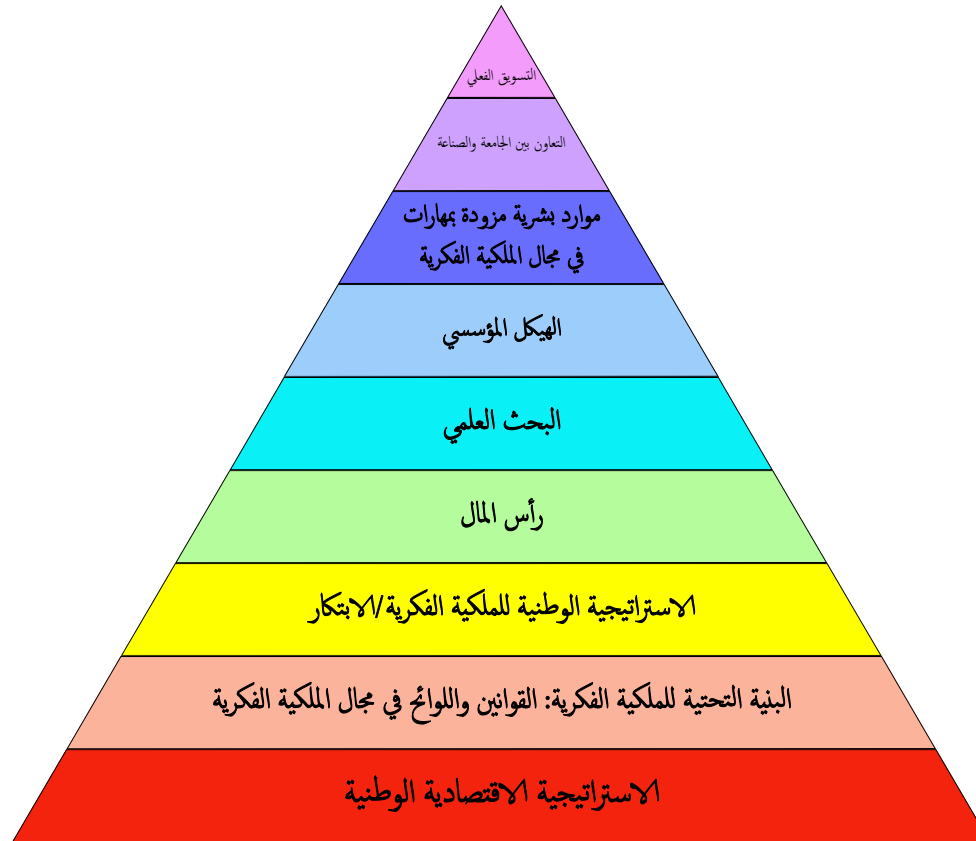 التسويق الفعلي
التعاون بين الجامعة والصناعة
موارد بشرية مزودة بمهارات
في مجال الملكية الفكرية
الهيكل المؤسسي
البحث العلمي
رأس المال
الاستراتيجية الوطنية للملكية الفكرية/الابتكار
البنية التحتية للملكية الفكرية: القوانين واللوائح في مجال الملكية الفكرية
الاستراتيجية الاقتصادية الوطنية